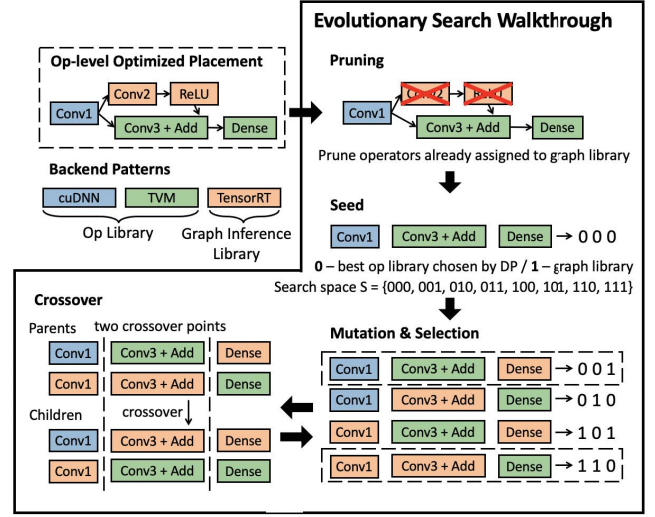 Evolutionary Search Walkthrough
Op-level Optimized Placement
Conv1
Conv2
ReLU
Conv3 + Add
Dense
Backend Patterns
cuDNN
TVM
TensorRT
Op Library
Graph Inference
Library
Pruning
Conv1
Conv2
ReLU
Conv3 + Add
Dense
Prune operators already assigned to graph library
Seed
Conv1
Conv3 + Add
Dense
0 0 0
0 – best op library chosen by DP / 1 – graph library
Search space S = {000, 001, 010, 011, 100, 101, 110, 111}
Mutation & Selection
Conv1
Conv3 + Add
Dense
0 0 1
Conv1
Conv3 + Add
Dense
0 1 0
Conv1
Conv3 + Add
Dense
1 0 1
Conv1
Conv3 + Add
Dense
1 1 0
Crossover
Parents
two crossover points
Conv1
Conv3 + Add
Dense
Conv1
Conv3 + Add
Dense
Children
crossover
Conv1
Conv3 + Add
Dense
Conv1
Conv3 + Add
Dense